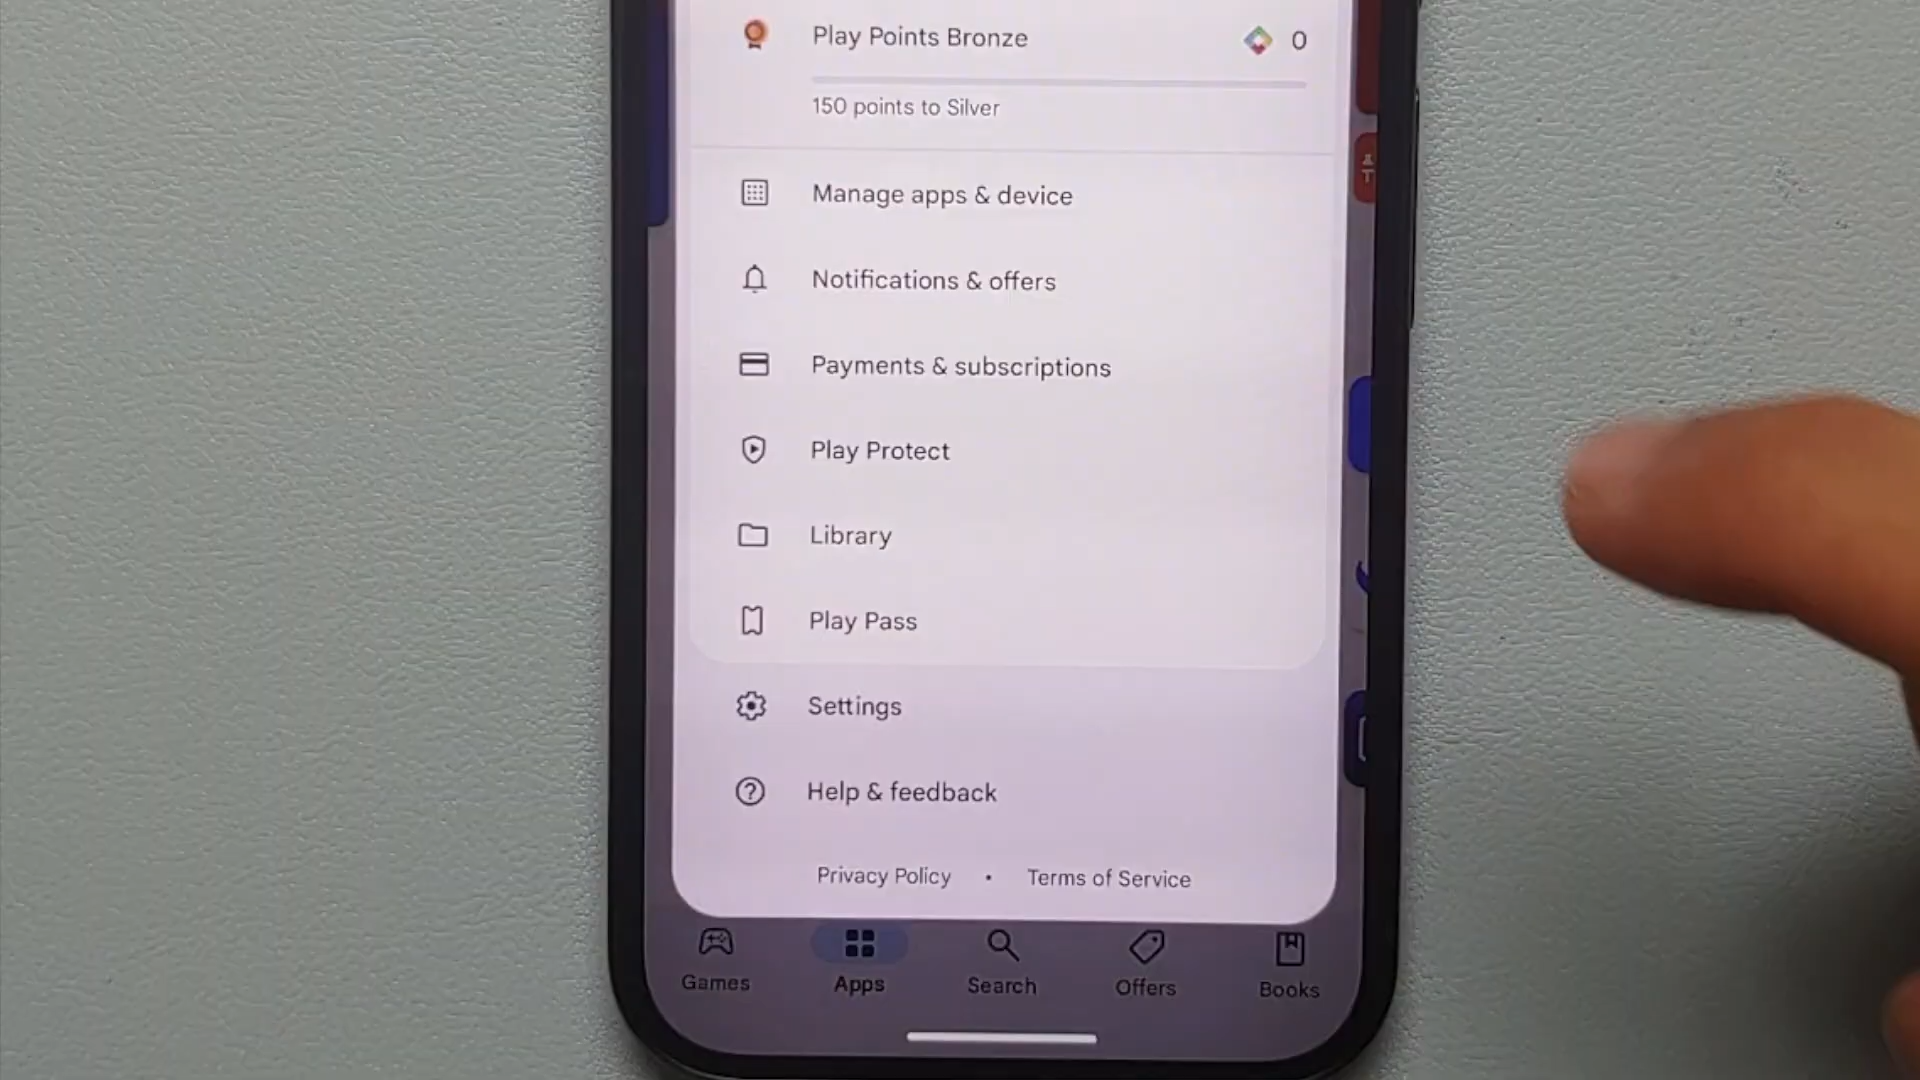 Play Points Bronze 0
150 points to Silver
Manage apps & device
Notifications & offers
Payments & subscriptions
Play Protect
Library
Play Pass
Settings
Help & feedback
Privacy Policy • Terms of Service
Games Apps Search Offers Books